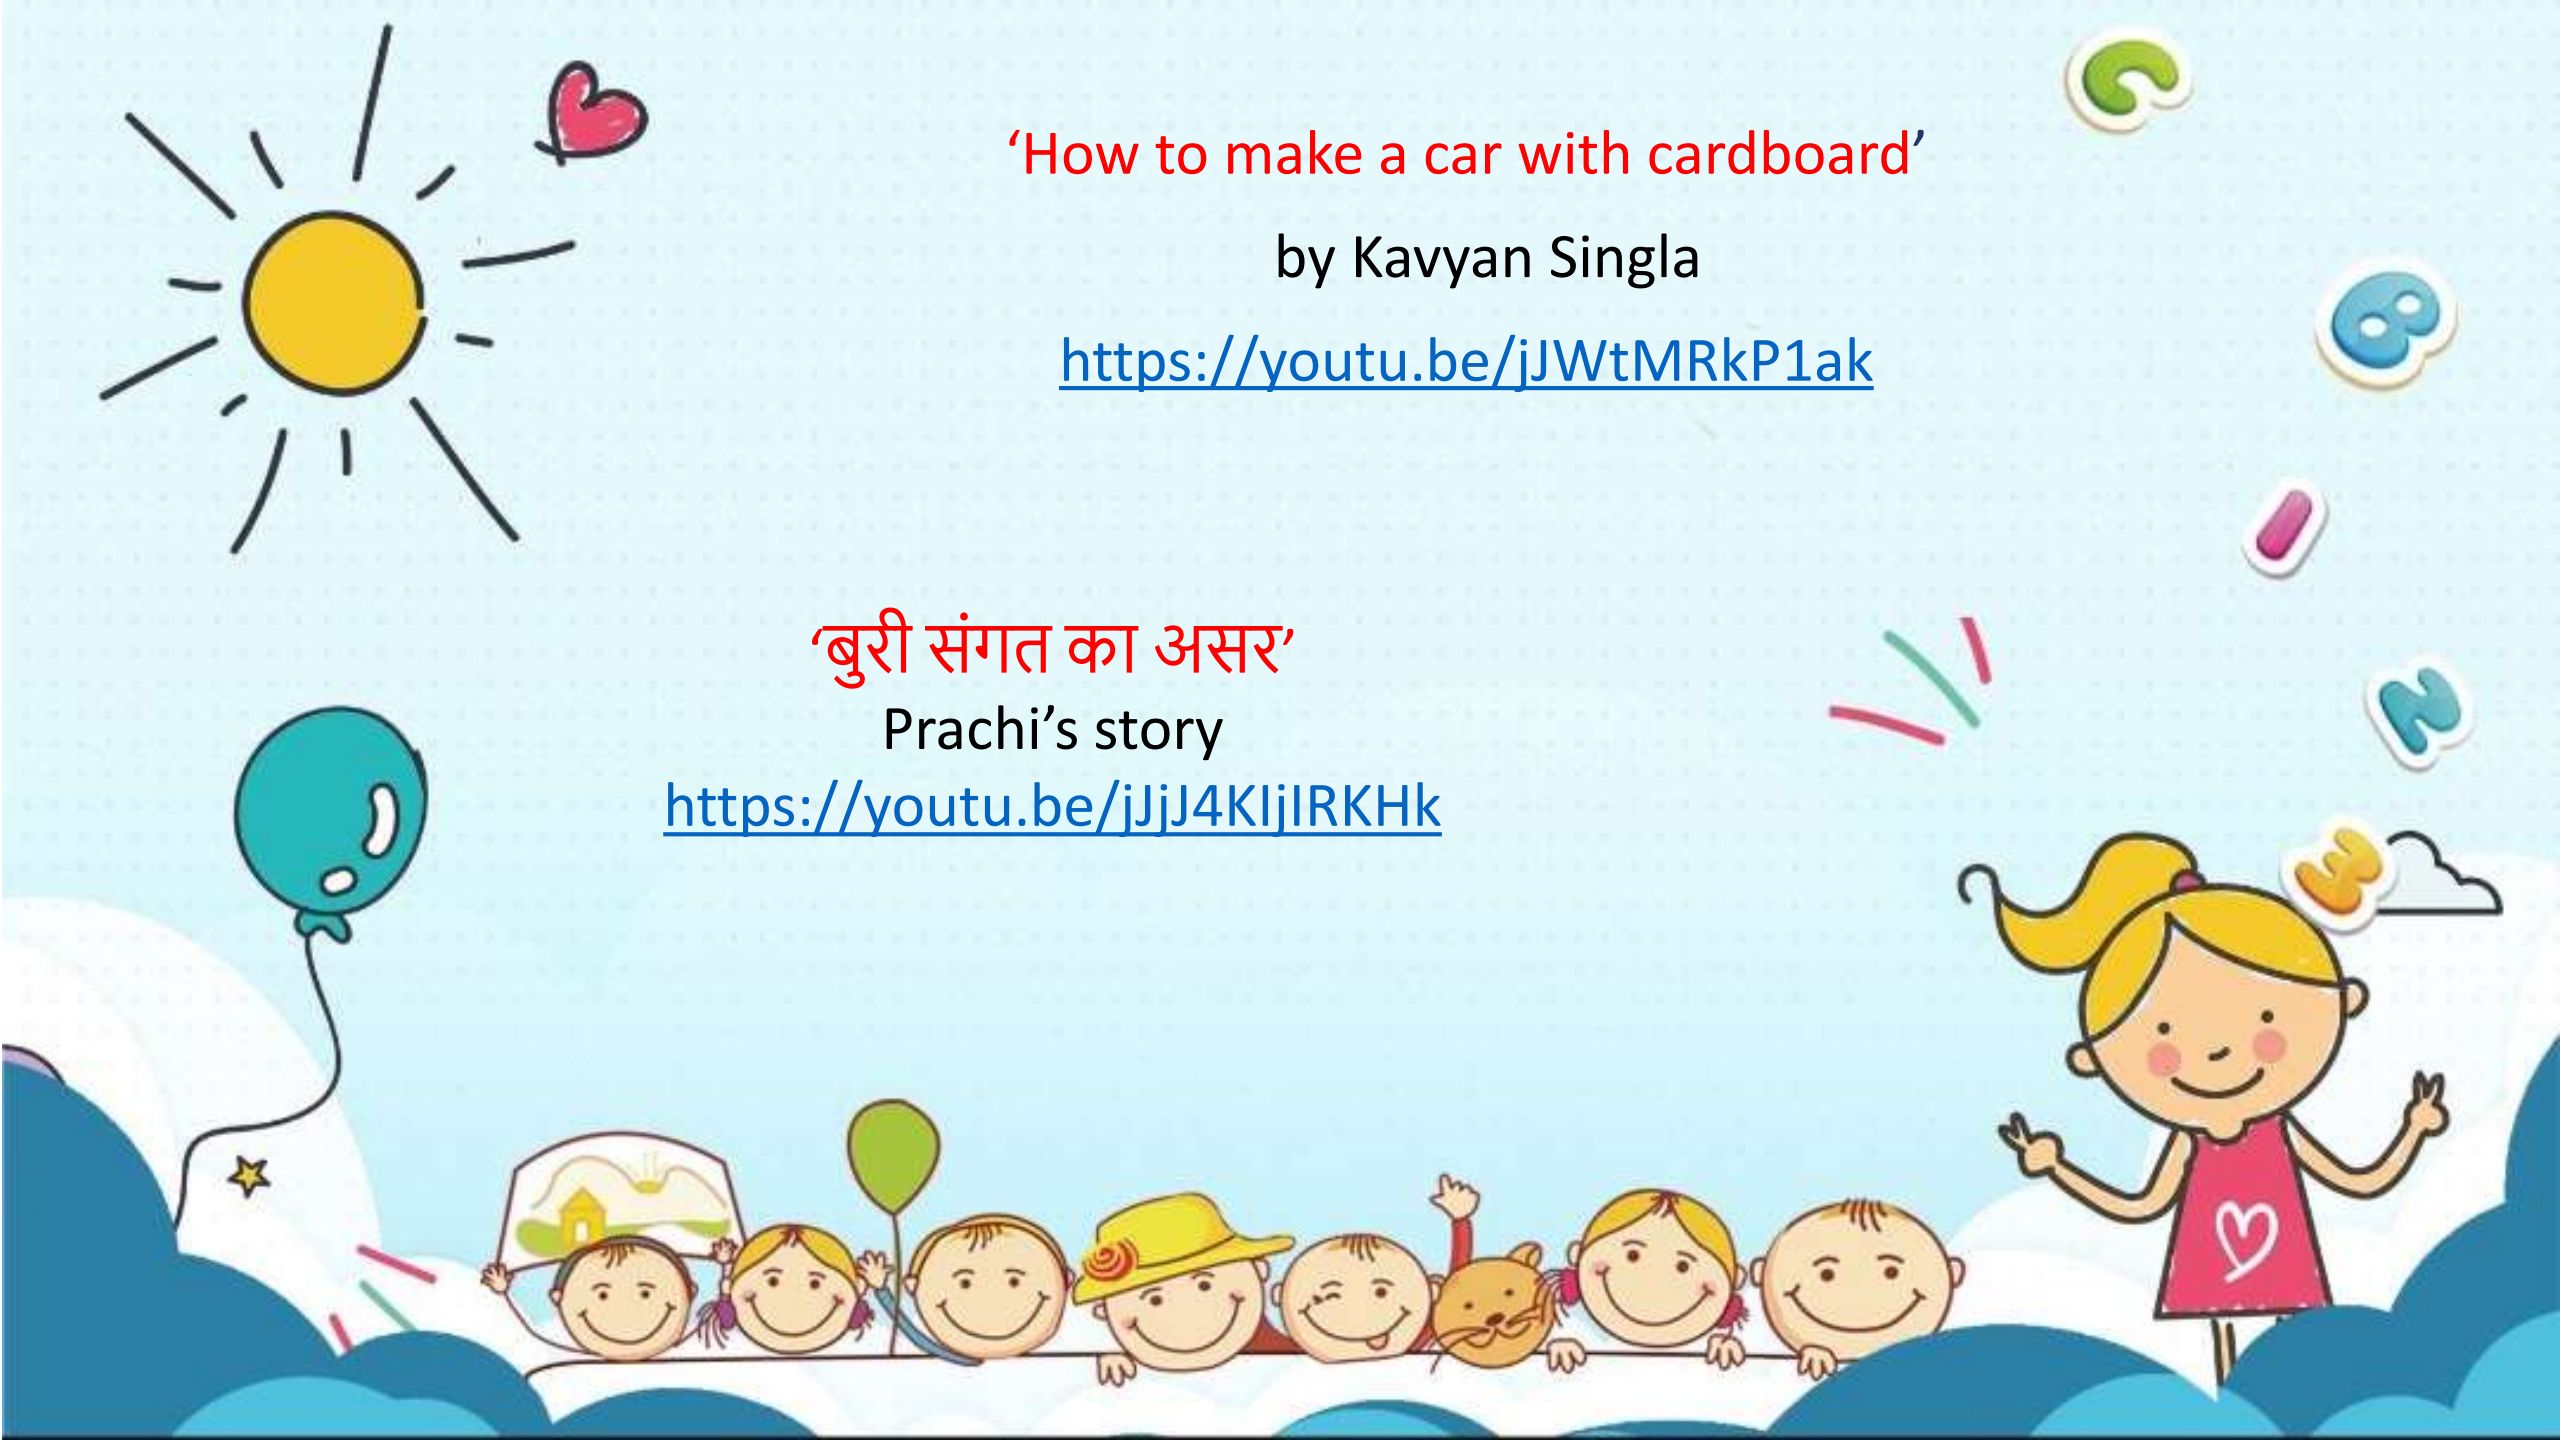 ‘How to make a car with cardboard’
by Kavyan Singla
https://youtu.be/jJWtMRkP1ak
‘बुरी संगत का असर’
Prachi’s story
https://youtu.be/jJjJ4KIjIRKHk
C
B
I
N
3